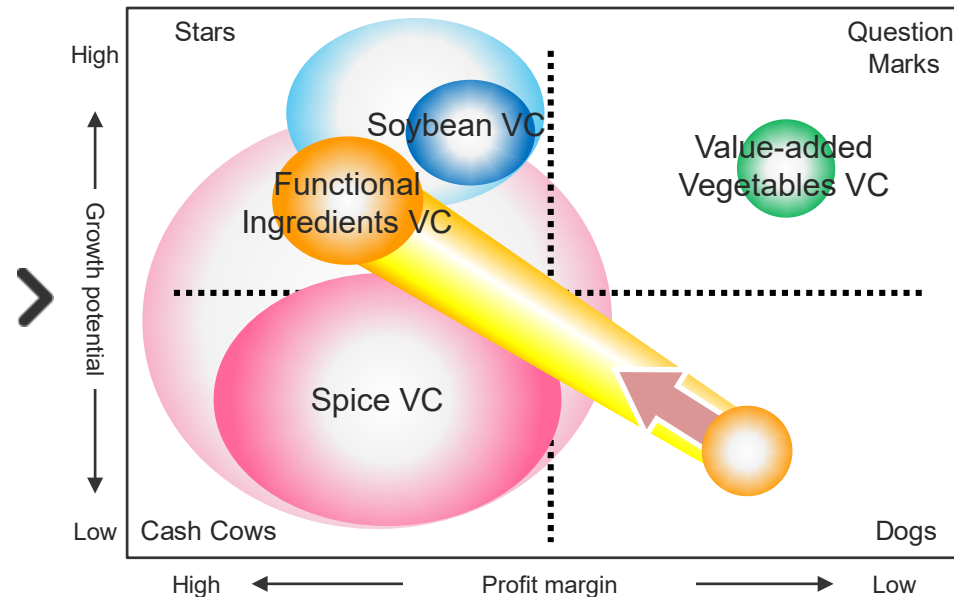 Stars
Question
Marks
High
Soybean VC
Value-added
Vegetables VC
Functional
Ingredients VC
Growth potential
Spice VC
Low
Cash Cows
Dogs
High
Profit margin
Low